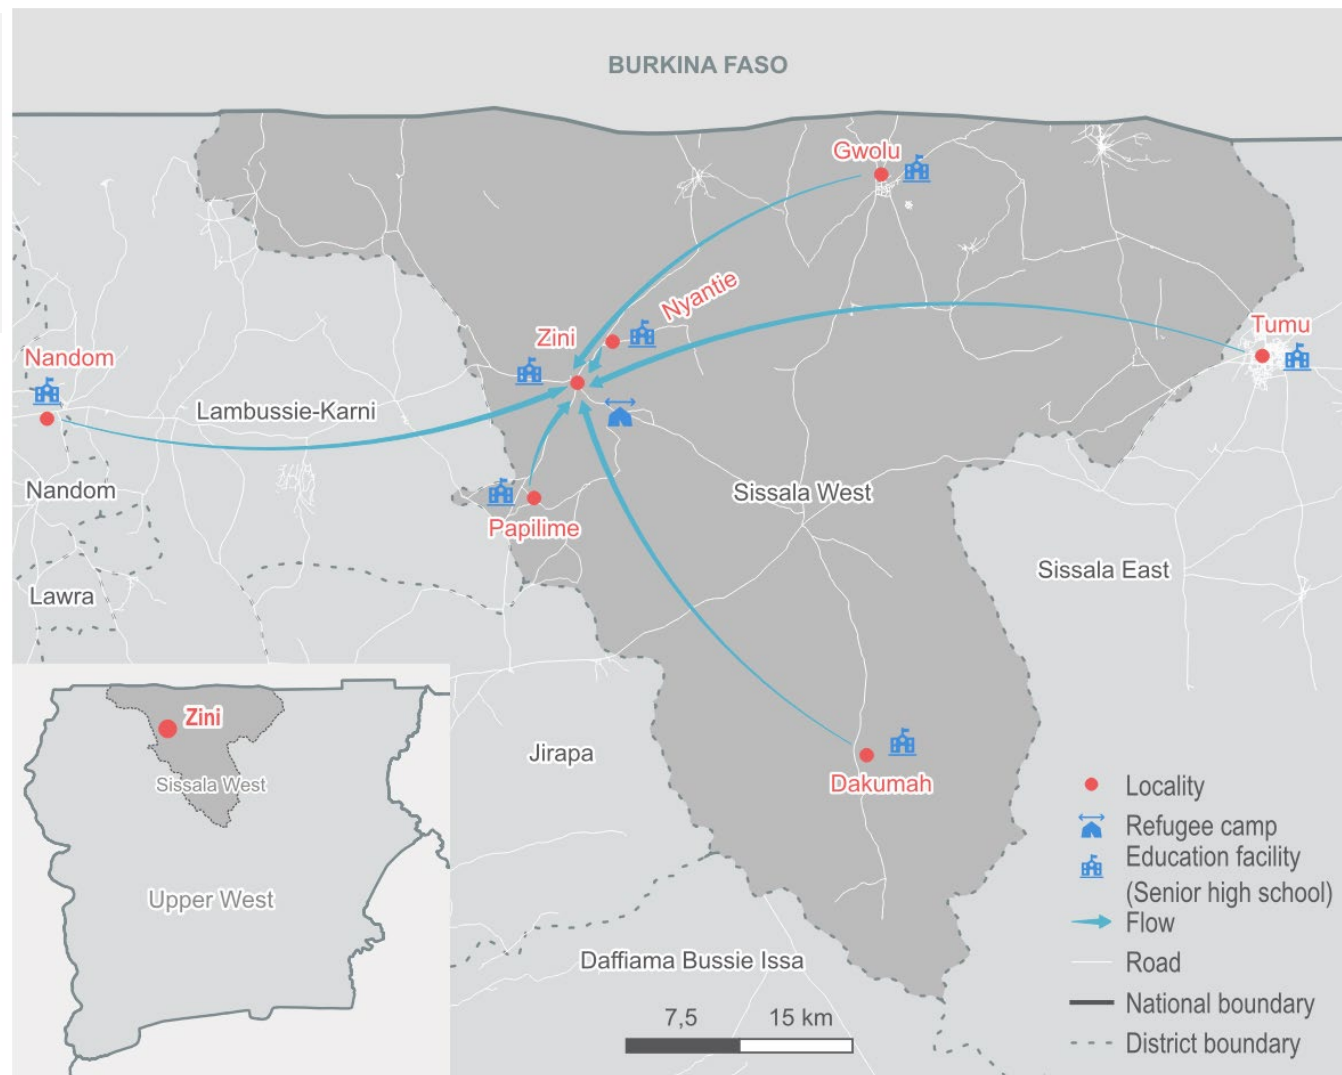 BURKINA FASO
Gwolu
Nyantie
Zini
Tumu
Nandom
Lambussie-Karni
Nandom
Sissala West
Papilime
Sissala East
Lawra
Zini
Sissala West
Upper West
Jirapa
Dakumah
Daffiama Bussie Issa
7,5 15 km
Locality
Refugee camp
Education facility
(Senior high school)
Flow
Road
National boundary
District boundary